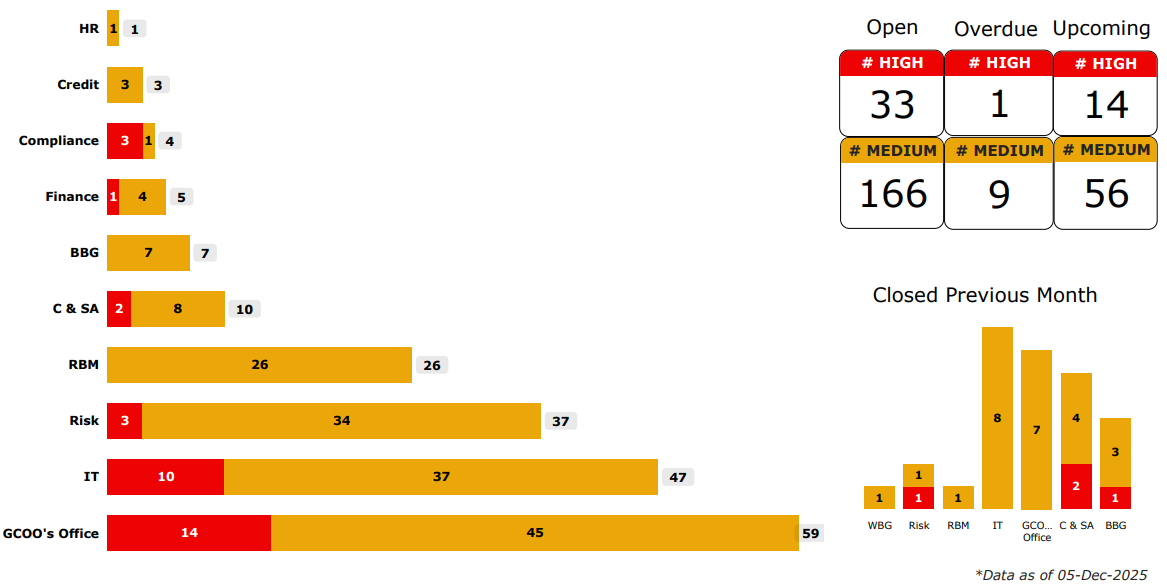 HR 1 1
Credit 3 3
Compliance 3 1 4
Finance 1 4 5
BBG 7 7
C & SA 2 8 10
RBM 26 26
Risk 3 34 37
IT 10 37 47
GCOO's Office 14 45 59
Open Overdue Upcoming
# HIGH # HIGH # HIGH
33 1 14
# MEDIUM # MEDIUM # MEDIUM
166 9 56
Closed Previous Month
8
4
7
3
1
2
1 1 1 1
WBG Risk RBM IT GCO... C & SA BBG
Office
*Data as of 05-Dec-2025